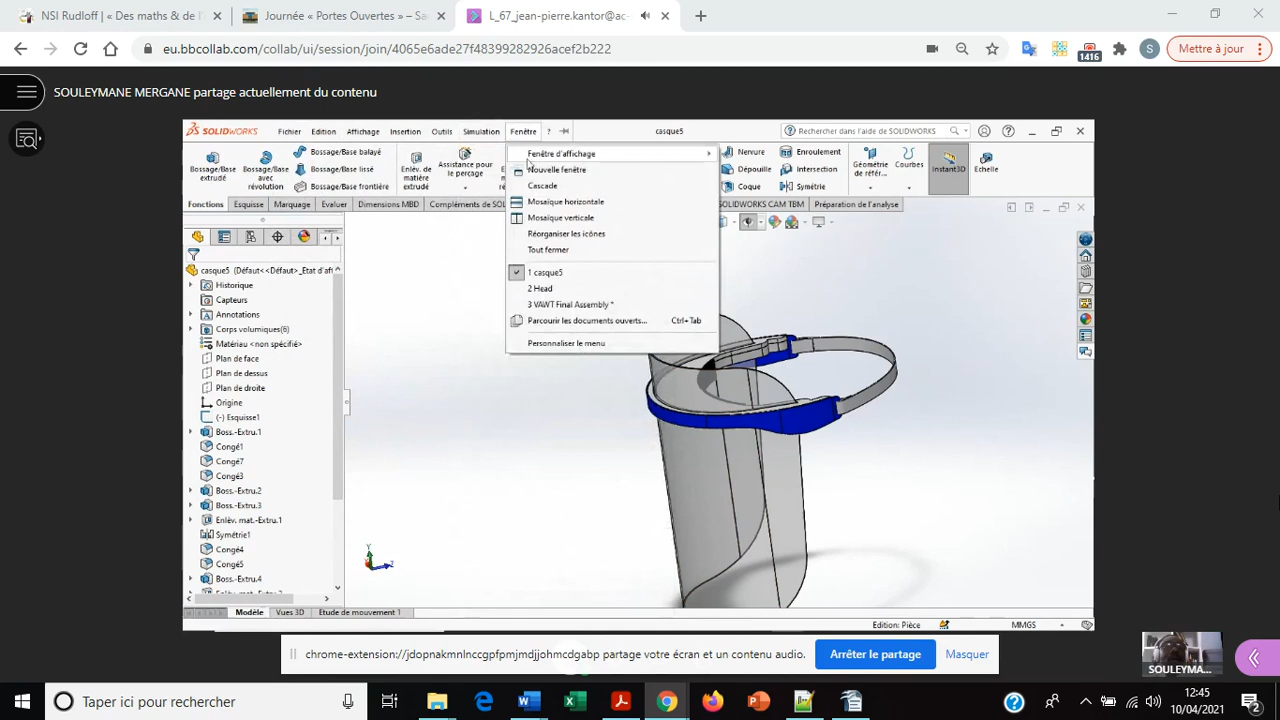 NSI Rudloff | « Des maths & de l'
Journée « Portes Ouvertes » – Sa
L_67_jean-pierre.kantor@ac-
eu.bbcollab.com/collab/ui/session/join/4065e6ade27f48399282926acef2b222
1416
S
Mettre à jour
SOULEYMANE MERGANE partage actuellement du contenu
SOLIDWORKS
Fichier Edition Affichage Insertion Outils Simulation Fenêtre ?
casque5
Rechercher dans l'aide de SOLIDWORKS
Bossage/Base extrudé
Bossage/Base avec révolution
Bossage/Base balayé
Bossage/Base lissé
Bossage/Base frontière
Enlèv. de matière extrudé
Assistance pour le perçage
Nervure
Dépouille
Coque
Enroulement
Intersection
Symétrie
Géométrie de référ...
Courbes
Instant3D
Echelle
Fonctions Esquisse Marquage Evaluer Dimensions MBD Compléments de SOL
SOLIDWORKS CAM TBM Préparation de l'analyse
Fenêtre d'affichage
Nouvelle fenêtre
Cascade
Mosaïque horizontale
Mosaïque verticale
Réorganiser les icônes
Tout fermer
1 casque5
2 Head
3 VAWT Final Assembly *
Parcourir les documents ouverts... Ctrl+Tab
Personnaliser le menu
casque5 (Défaut<<Défaut>_Etat d'aff
Historique
Capteurs
Annotations
Corps volumiques(6)
Matériau <non spécifié>
Plan de face
Plan de dessus
Plan de droite
Origine
(-) Esquisse1
Boss.-Extru.1
Congé1
Congé7
Congé3
Boss.-Extru.2
Boss.-Extru.3
Enlèv. mat.-Extru.1
Symétrie1
Congé4
Congé5
Boss.-Extru.4
Y
Z
Modèle Vues 3D Etude de mouvement 1
Edition: Pièce
MMGS
chrome-extension://jdopnakmnlnccgpfpmjmdjjohmcdgabp partage votre écran et un contenu audio.
Arrêter le partage
Masquer
SOULEYMA...
Taper ici pour rechercher
12:45
10/04/2021